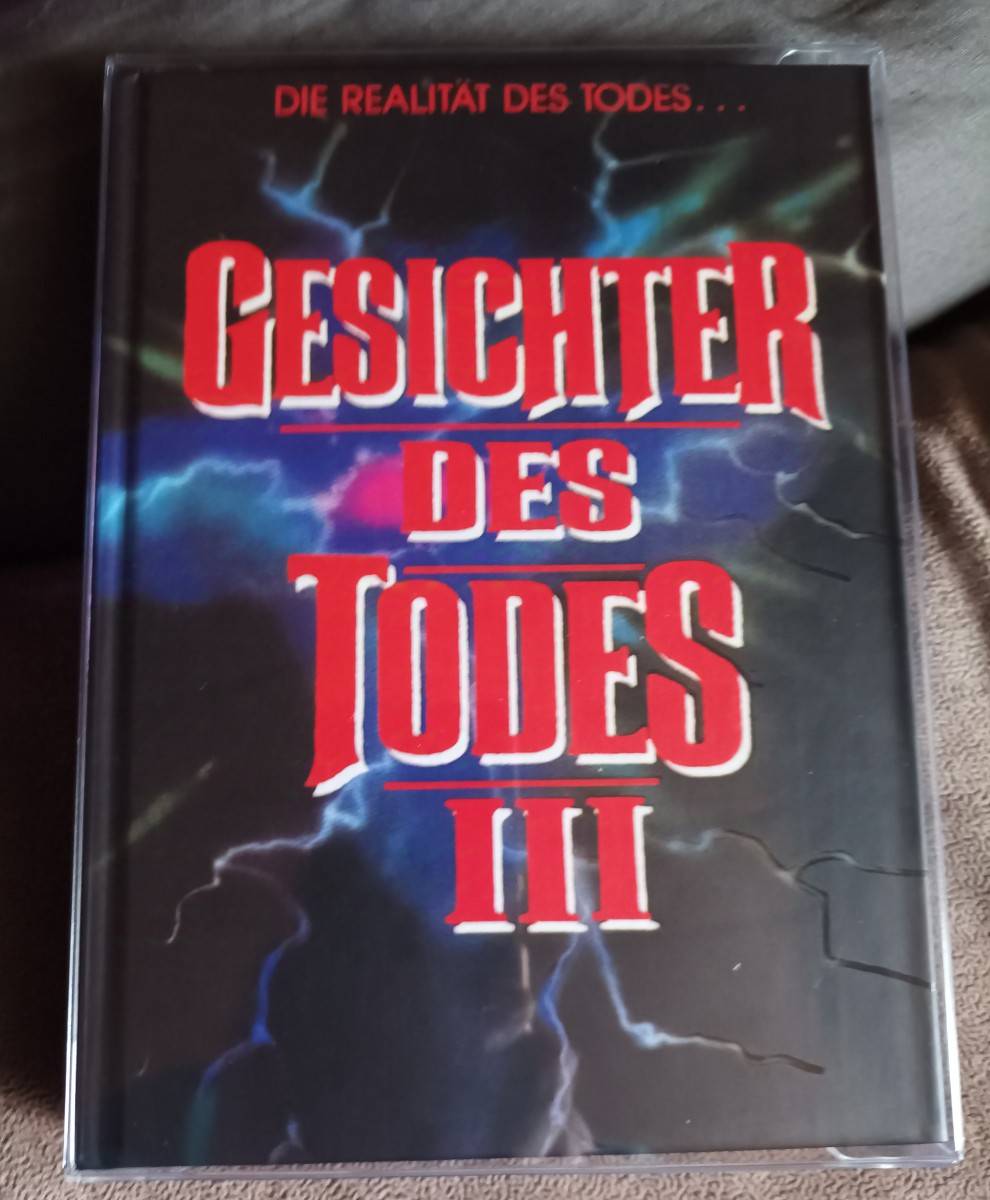 DIE REALITÄT DES TODES...
GESICHTER
DES
TODES
III